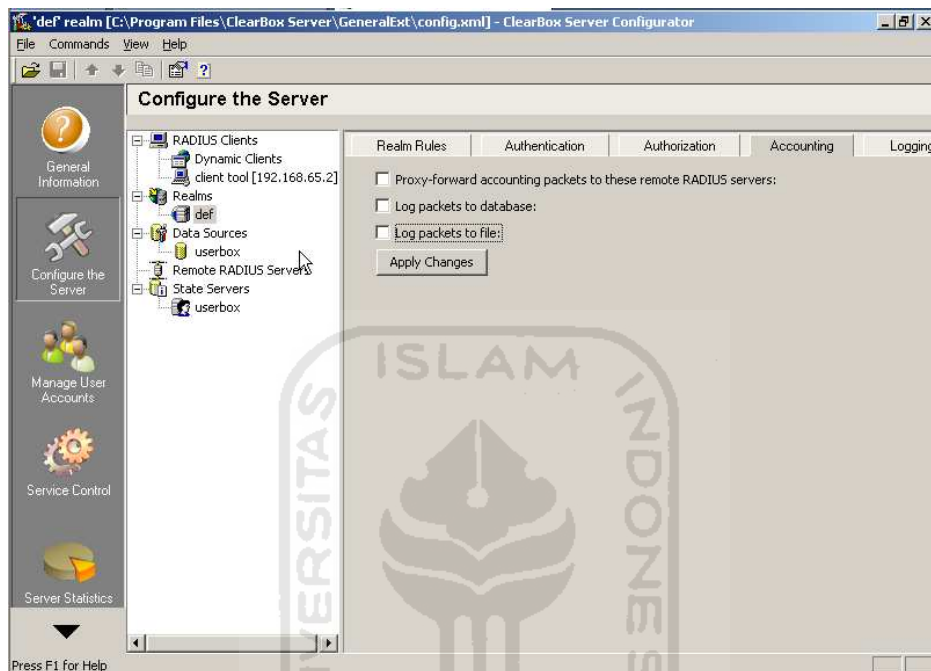 'def' realm [C:\Program Files\ClearBox Server\GeneralExt\config.xml] - ClearBox Server Configurator
File Commands View Help
Configure the Server
General
Information
Configure the
Server
Manage User
Accounts
Service Control
Server Statistics
RADIUS Clients
Dynamic Clients
client tool [192.168.65.2]
Realms
def
Data Sources
userbox
Remote RADIUS Servers
State Servers
userbox
Realm Rules Authentication Authorization Accounting Logging
Proxy-forward accounting packets to these remote RADIUS servers:
Log packets to database:
Log packets to file:
Apply Changes
ISLAM
Press F1 for Help